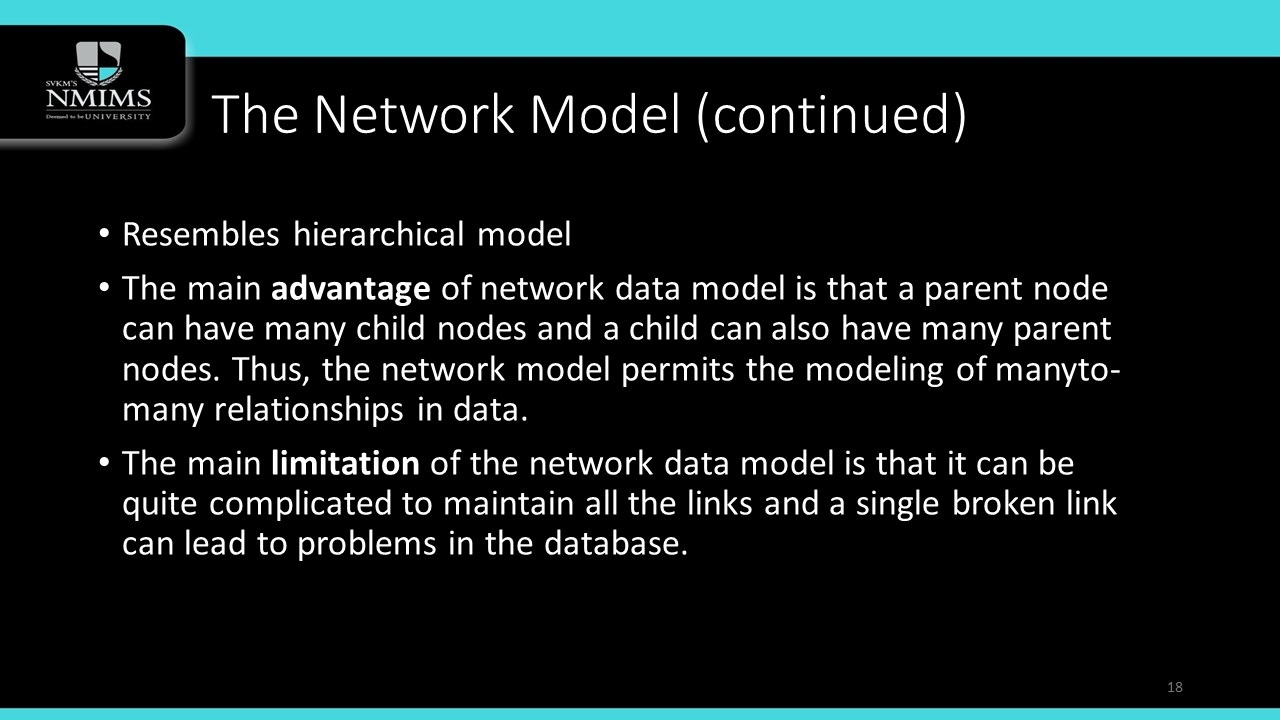 SVKM'S
NMIMS
Deemed to be UNIVERSITY
The Network Model (continued)
• Resembles hierarchical model
• The main advantage of network data model is that a parent node
can have many child nodes and a child can also have many parent
nodes. Thus, the network model permits the modeling of manyto-
many relationships in data.
• The main limitation of the network data model is that it can be
quite complicated to maintain all the links and a single broken link
can lead to problems in the database.
18